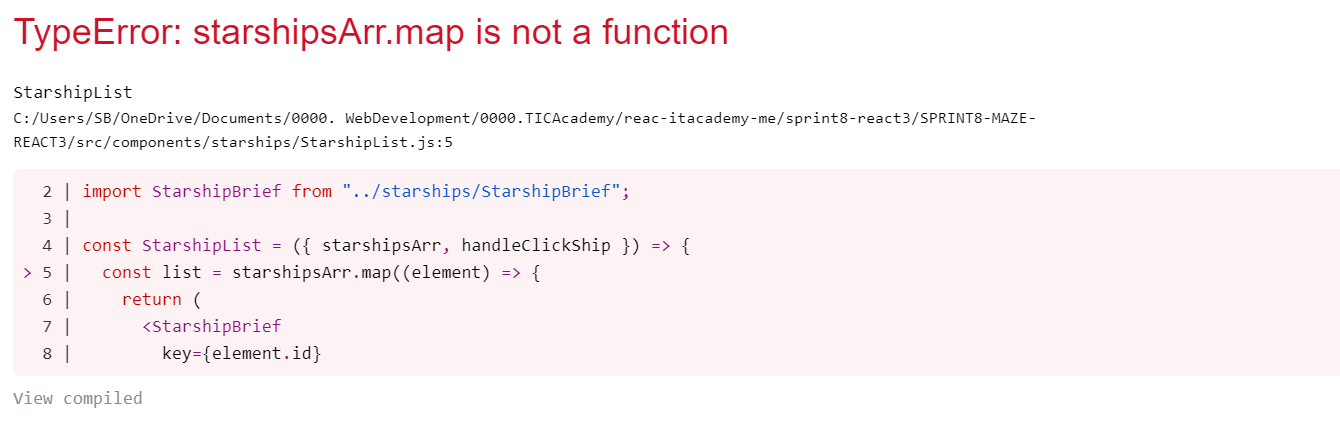 TypeError: starshipsArr.map is not a function
StarshipList
C:/Users/SB/OneDrive/Documents/0000. WebDevelopment/0000.TICAcademy/reac-itacademy-me/sprint8-react3/SPRINT8-MAZE-
REACT3/src/components/starships/StarshipList.js:5
2 | import StarshipBrief from "../starships/StarshipBrief";
3 |
4 | const StarshipList = ({ starshipsArr, handleClickShip }) => {
> 5 |   const list = starshipsArr.map((element) => {
6 |     return (
7 |       <StarshipBrief
8 |         key={element.id}
View compiled